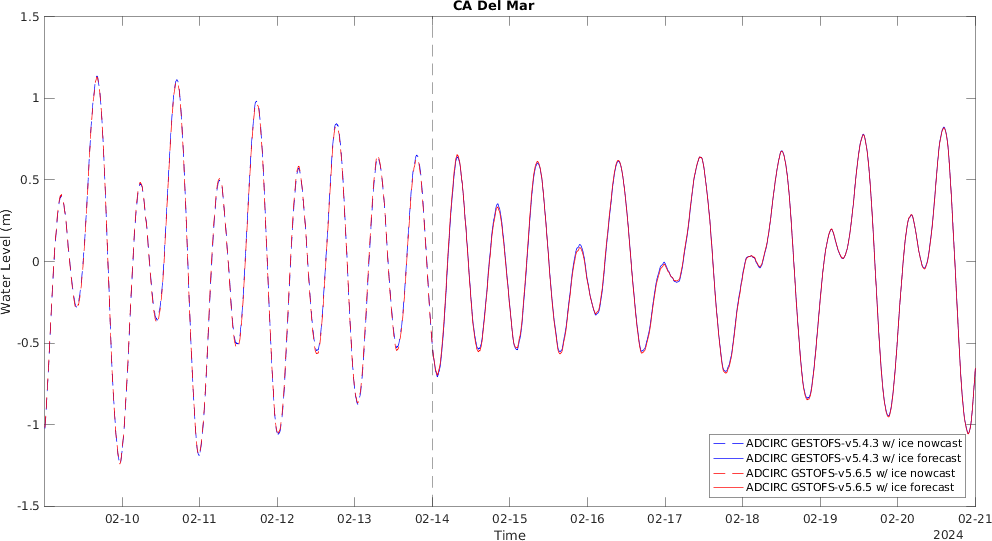 CA Del Mar
1.5
1
0.5
0
-0.5
-1
-1.5
Water Level (m)
ADCIRC GESTOFS-v5.4.3 w/ ice nowcast
ADCIRC GESTOFS-v5.4.3 w/ ice forecast
ADCIRC GSTOFS-v5.6.5 w/ ice nowcast
ADCIRC GSTOFS-v5.6.5 w/ ice forecast
02-10 02-11 02-12 02-13 02-14 02-15 02-16 02-17 02-18 02-19 02-20 02-21
Time
2024